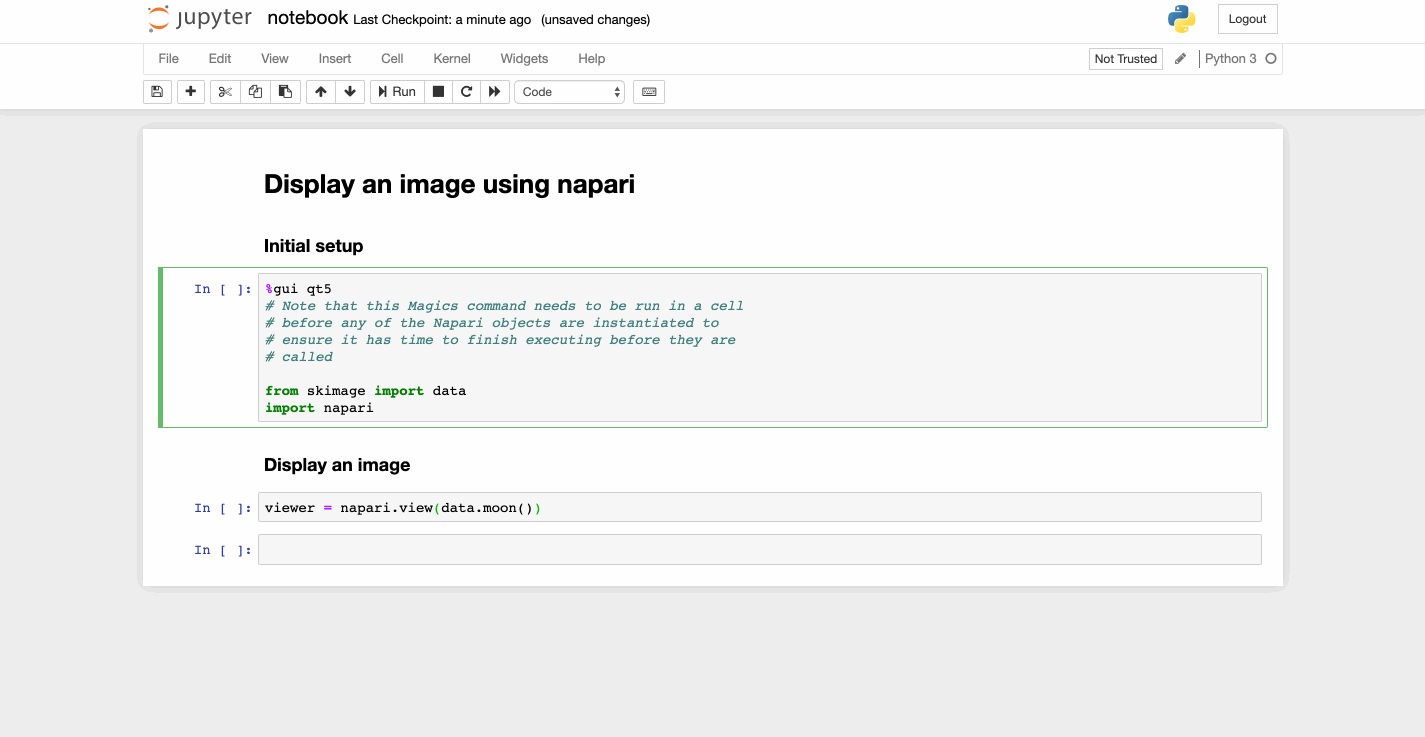 jupyter notebook Last Checkpoint: a minute ago (unsaved changes)
Logout
File Edit View Insert Cell Kernel Widgets Help
Not Trusted
Python 3
Run
Code
Display an image using napari
Initial setup
In [ ]:
%gui qt5
# Note that this Magics command needs to be run in a cell
# before any of the Napari objects are instantiated to
# ensure it has time to finish executing before they are
# called
from skimage import data
import napari
Display an image
In [ ]:
viewer = napari.view(data.moon())
In [ ]: